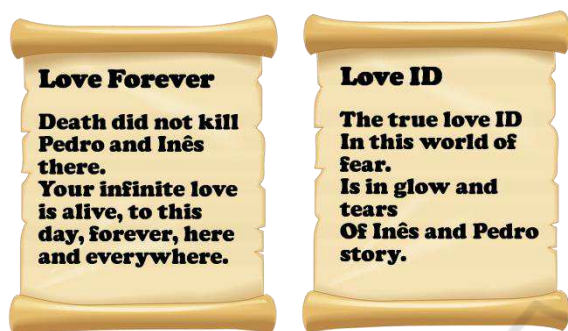 Love Forever
Death did not kill
Pedro and Inês
there.
Your infinite love
is alive, to this
day, forever, here
and everywhere.
Love ID
The true love ID
In this world of
fear.
Is in glow and
tears
Of Inês and Pedro
story.